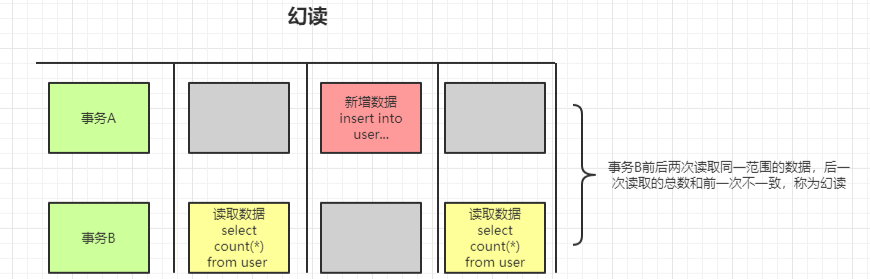 幻读
事务A
新增数据
insert into
user...
事务B前后两次读取同一范围的数据，后一
次读取的总数和前一次不一致，称为幻读
事务B
读取数据
select
count(*)
from user
读取数据
select
count(*)
from user